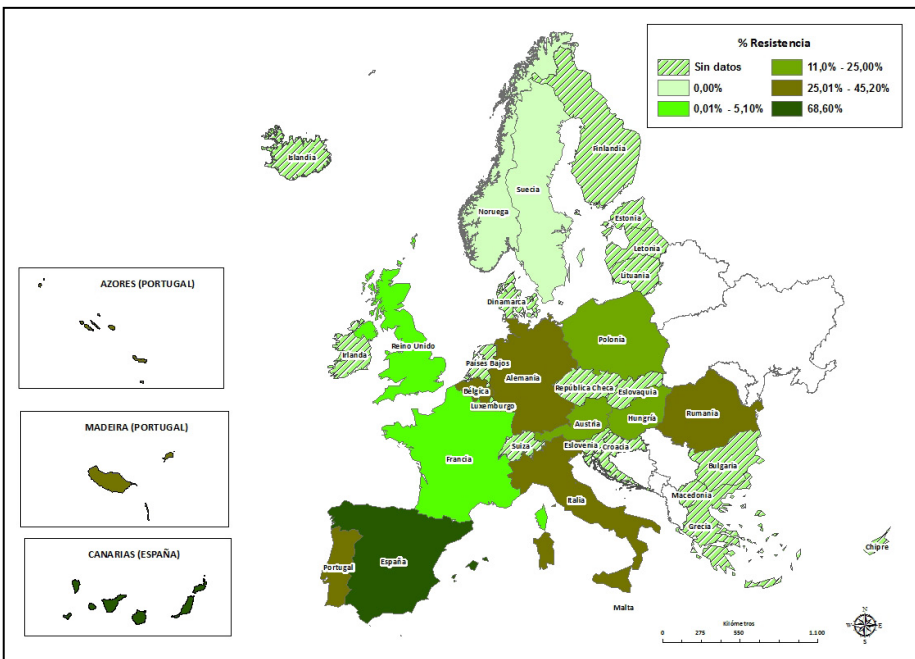 % Resistencia
Sin datos
0,00%
0,01% - 5,10%
11,0% - 25,00%
25,01% - 45,20%
68,60%
Islandia
Finlandia
Suecia
Noruega
Estonia
Letonia
Lituania
Dinamarca
AZORES (PORTUGAL)
Irlanda
Reino Unido
Países Bajos
Polonia
Alemania
Bélgica
Luxemburgo
República Checa
Eslovaquia
MADEIRA (PORTUGAL)
Austria
Hungría
Rumanía
Francia
Suiza
Eslovenia
Croacia
Bulgaria
Italia
Macedonia
Grecia
Chipre
CANARIAS (ESPAÑA)
Portugal
España
Malta
Kilómetros
0 275 550 1.100
N
W E
S